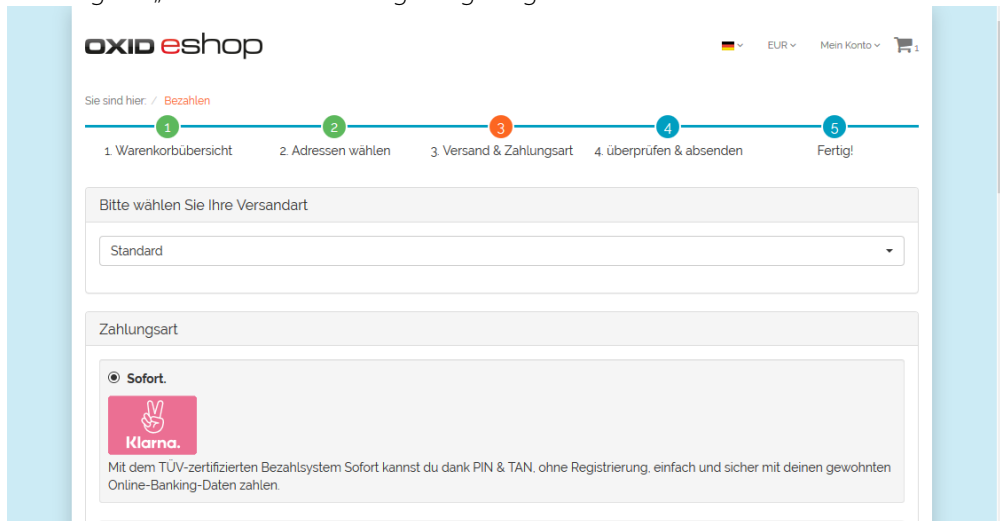 oxid eshop
EUR Mein Konto 1
Sie sind hier: / Bezahlen
1 2 3 4 5
1. Warenkorbübersicht 2. Adressen wählen 3. Versand & Zahlungsart 4. überprüfen & absenden Fertig!
Bitte wählen Sie Ihre Versandart
Standard
Zahlungsart
Sofort.
Klarna.
Mit dem TÜV-zertifizierten Bezahlsystem Sofort kannst du dank PIN & TAN, ohne Registrierung, einfach und sicher mit deinen gewohnten
Online-Banking-Daten zahlen.